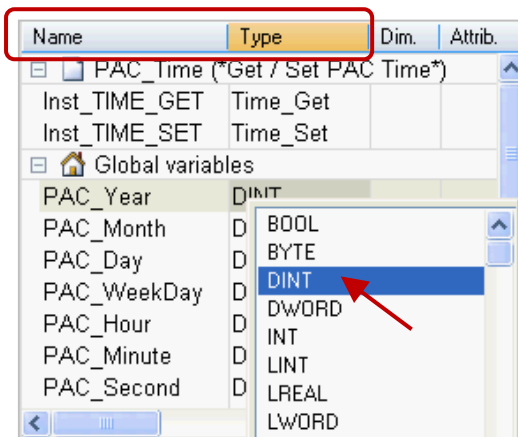 Name Type Dim. Attrib.
PAC_Time (*Get / Set PAC Time*)
Inst_TIME_GET Time_Get
Inst_TIME_SET Time_Set
Global variables
PAC_Year DINT
PAC_Month D
PAC_Day D
PAC_WeekDay D
PAC_Hour D
PAC_Minute D
PAC_Second D
BOOL
BYTE
DINT
DWORD
INT
LINT
LREAL
LWORD